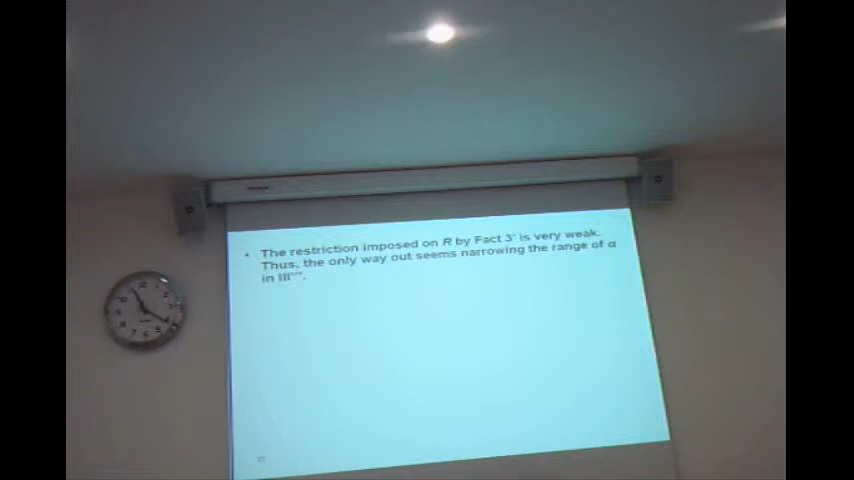 • The restriction imposed on R by Fact 3' is very weak.
Thus, the only way out seems narrowing the range of α
in III''''.